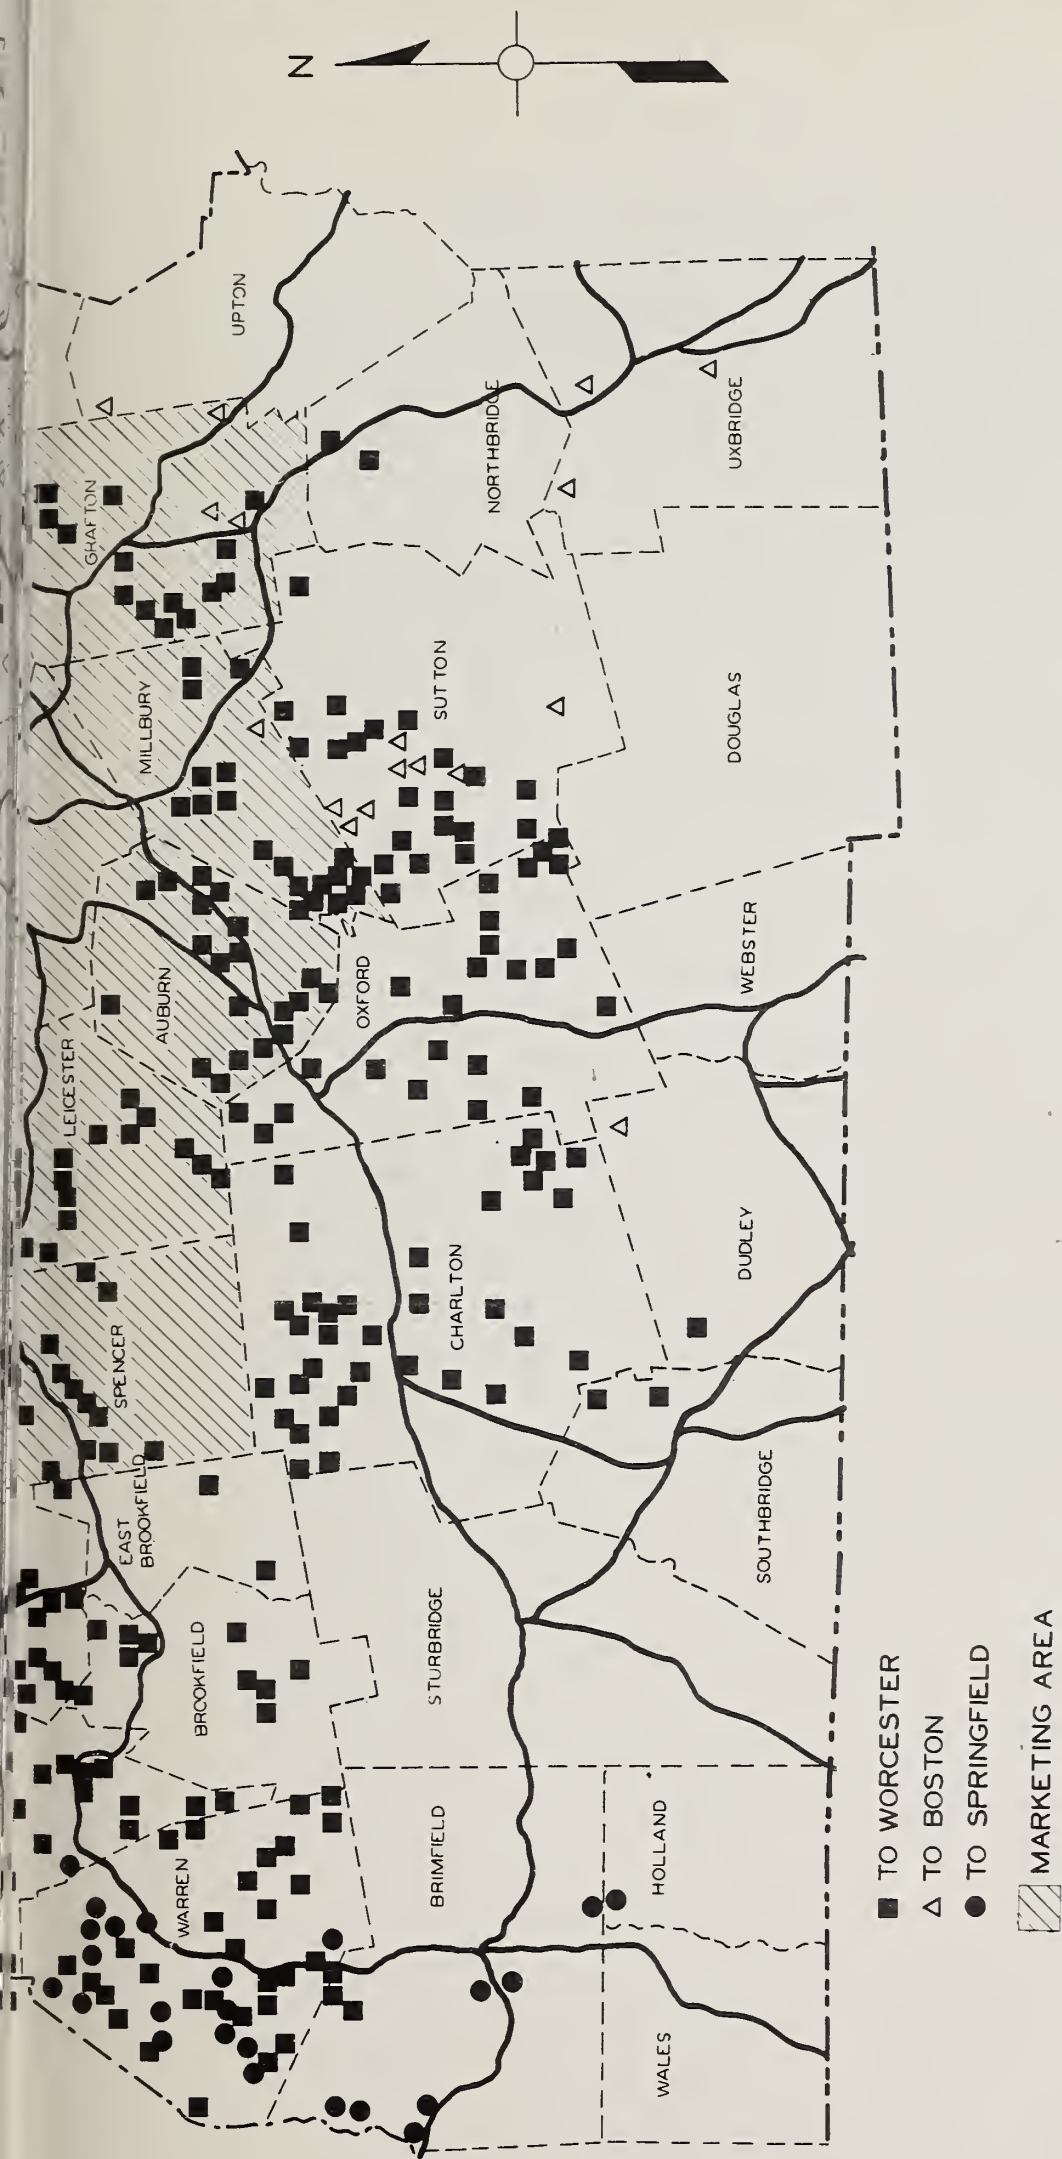 N
UPTON
GRAFTON
NORTHBRIDGE
UXBRIDGE
MILLBURY
SUTTON
DOUGLAS
AUBURN
OXFORD
WEBSTER
LEICESTER
CHARLTON
DUDLEY
SPENCER
EAST
BROOKFIELD
SOUTHBRIDGE
BROOKFIELD
STURBRIDGE
WARREN
BRIMFIELD
HOLLAND
WALES
TO WORCESTER
TO BOSTON
TO SPRINGFIELD
MARKETING AREA